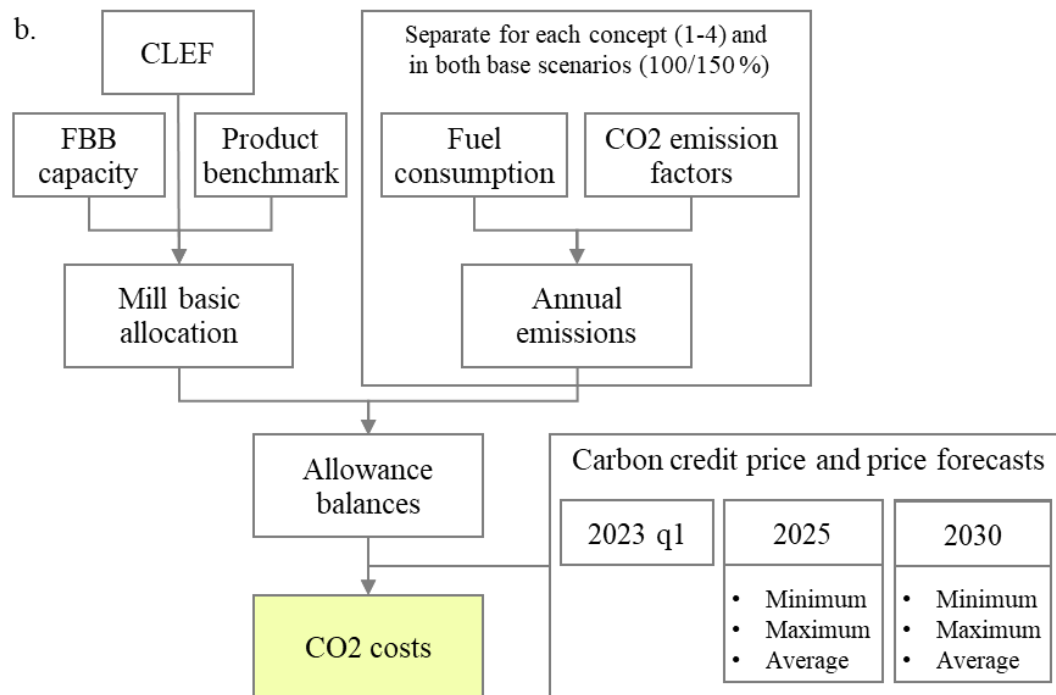 b.
CLEF
Separate for each concept (1-4) and
in both base scenarios (100/150 %)
FBB
capacity
Product
benchmark
Fuel
consumption
CO2 emission
factors
Mill basic
allocation
Annual
emissions
Allowance
balances
Carbon credit price and price forecasts
2023 q1
2025
2030
• Minimum
• Maximum
• Average
• Minimum
• Maximum
• Average
CO2 costs